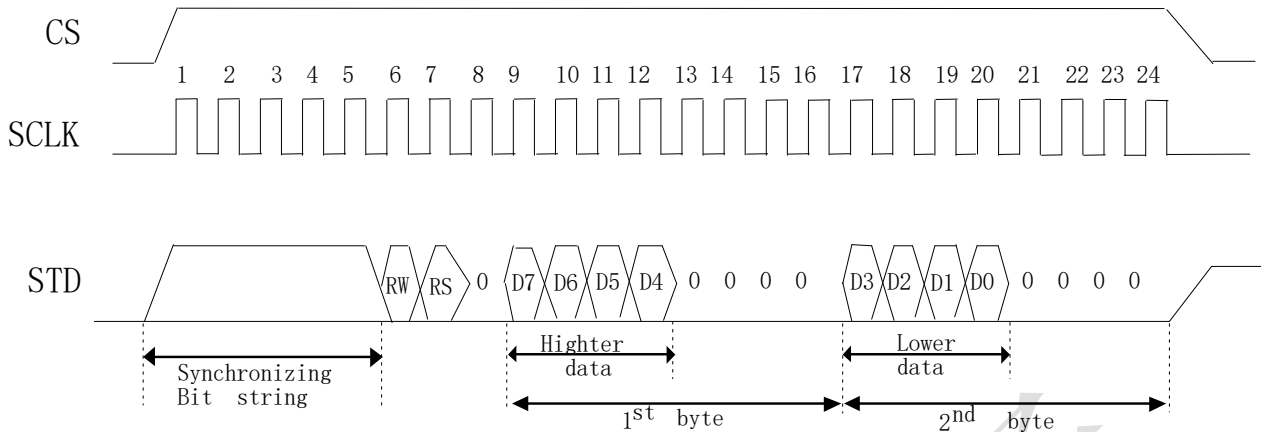 CS
1 2 3 4 5 6 7 8 9 10 11 12 13 14 15 16 17 18 19 20 21 22 23 24
SCLK
STD
RW RS 0 D7 D6 D5 D4 0 0 0 0 D3 D2 D1 D0 0 0 0 0
Highter
data
Lower
data
Synchronizing
Bit string
1st byte
2nd byte